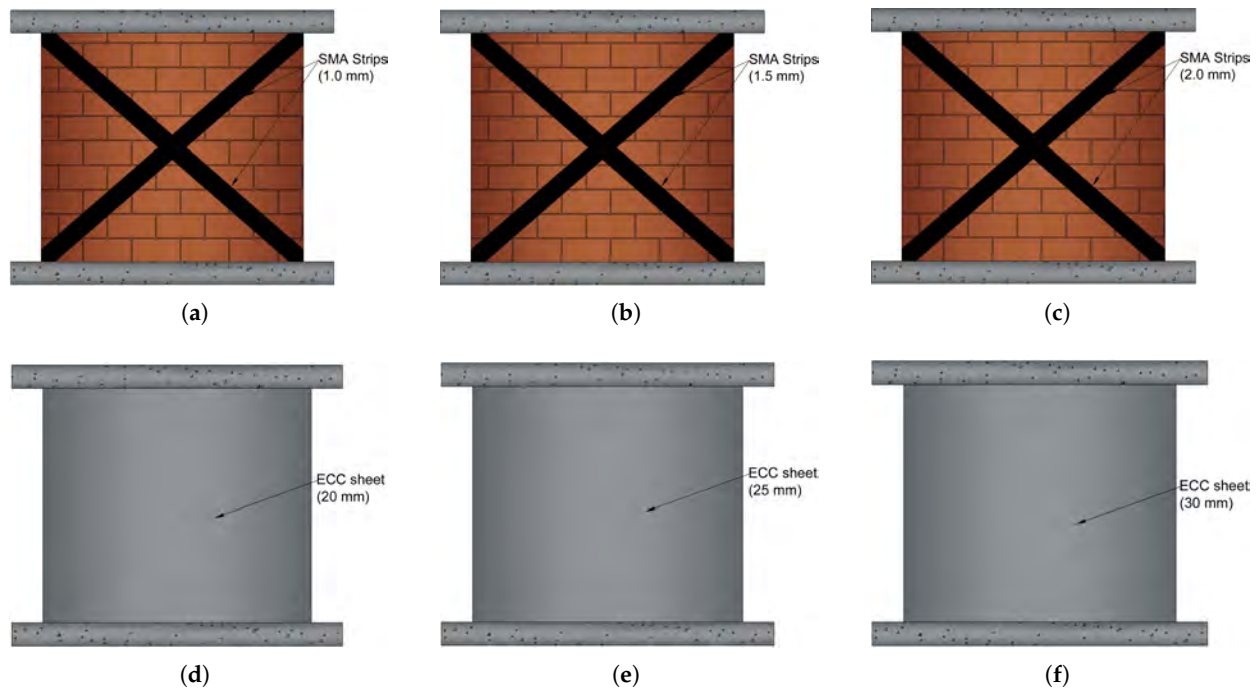 SMA Strips
(1.0 mm)
SMA Strips
(1.5 mm)
SMA Strips
(2.0 mm)
(a)
(b)
(c)
ECC sheet
(20 mm)
ECC sheet
(25 mm)
ECC sheet
(30 mm)
(d)
(e)
(f)